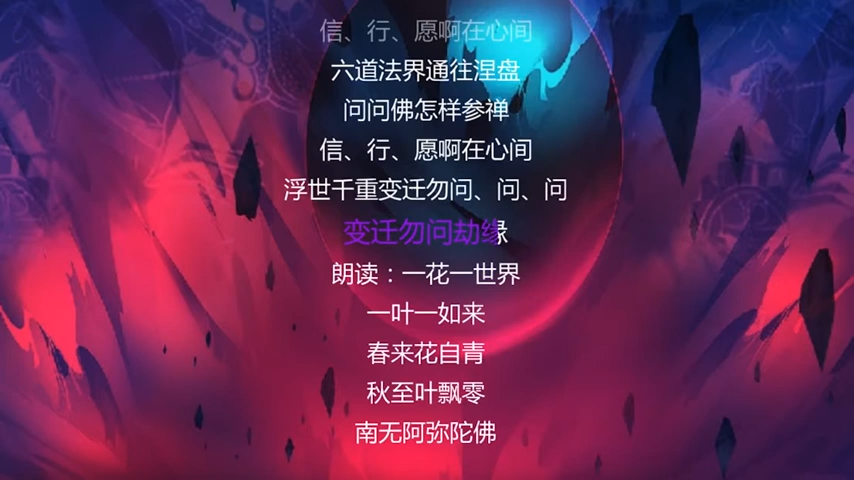 信、行、愿啊在心间
六道法界通往涅盘
问问佛怎样参禅
信、行、愿啊在心间
浮世千重变迁勿问、问、问
变迁勿问劫缘
朗读：一花一世界
一叶一如来
春来花自青
秋至叶飘零
南无阿弥陀佛